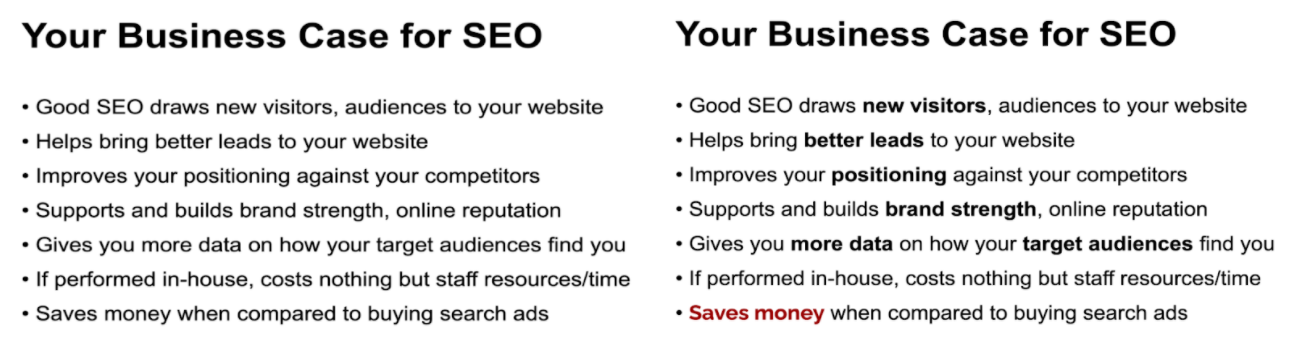 Your Business Case for SEO
• Good SEO draws new visitors, audiences to your website
• Helps bring better leads to your website
• Improves your positioning against your competitors
• Supports and builds brand strength, online reputation
• Gives you more data on how your target audiences find you
• If performed in-house, costs nothing but staff resources/time
• Saves money when compared to buying search ads
Your Business Case for SEO
• Good SEO draws new visitors, audiences to your website
• Helps bring better leads to your website
• Improves your positioning against your competitors
• Supports and builds brand strength, online reputation
• Gives you more data on how your target audiences find you
• If performed in-house, costs nothing but staff resources/time
• Saves money when compared to buying search ads